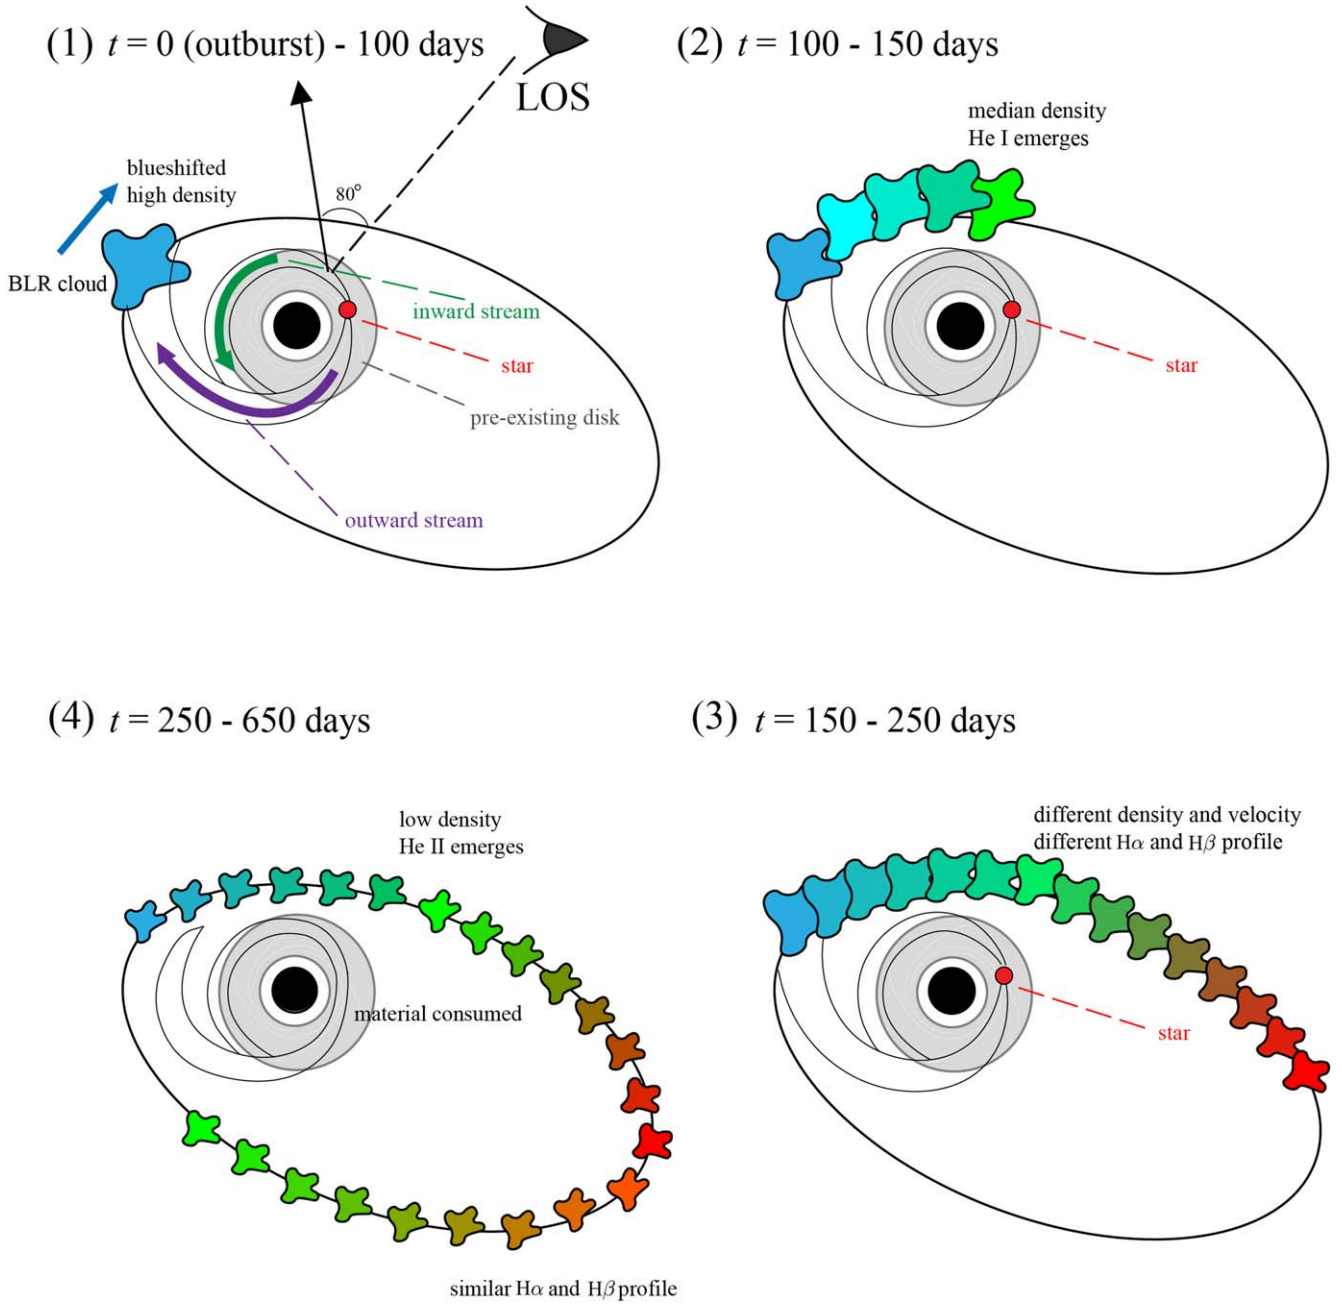 (1) t = 0 (outburst) - 100 days
LOS
blueshifted
high density
80°
BLR cloud
inward stream
star
pre-existing disk
outward stream
(2) t = 100 - 150 days
median density
He I emerges
star
(4) t = 250 - 650 days
low density
He II emerges
material consumed
similar Hα and Hβ profile
(3) t = 150 - 250 days
different density and velocity
different Hα and Hβ profile
star